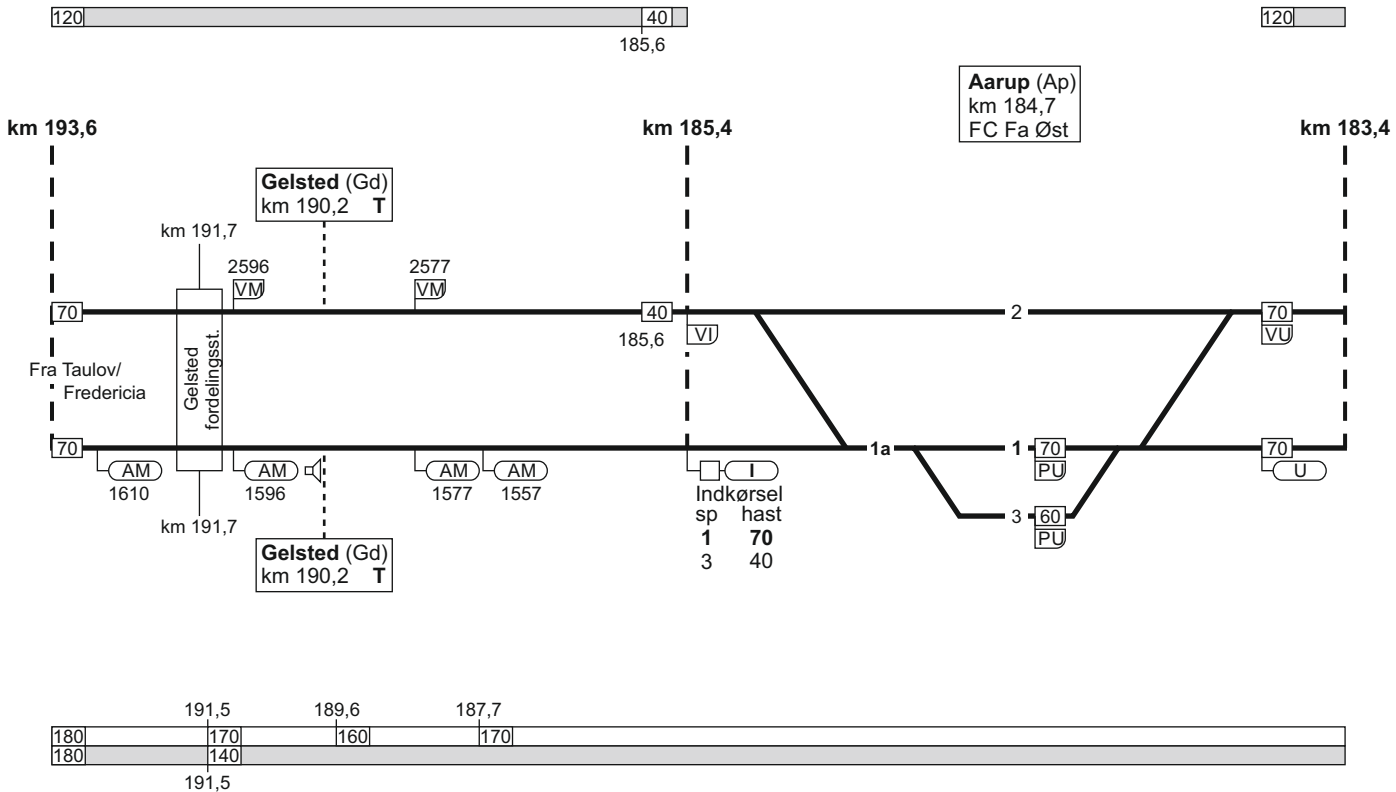 120
40
120
185,6
Aarup (Ap)
km 184,7
FC Fa Øst
km 193,6
km 185,4
km 183,4
Gelsted (Gd)
km 190,2 T
km 191,7
2596
2577
VM
VM
70
40
2
70
185,6
VI
VU
Fra Taulov/
Fredericia
Gelsted
fordelingsst.
70
1a
1
70
70
AM
AM
AM
AM
I
PU
U
1610
1596
1577
1557
Indkørsel
sp hast
1 70
3 40
3
60
PU
km 191,7
Gelsted (Gd)
km 190,2 T
191,5
189,6
187,7
180
170
160
170
180
140
191,5